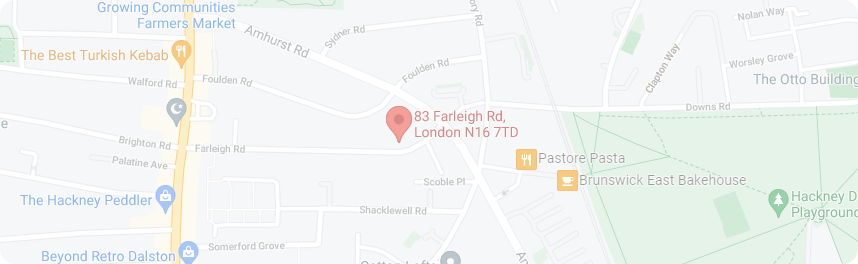 Growing Communities
Farmers Market
Sydner Rd
Nolan Way
Amhurst Rd
The Best Turkish Kebab
Foulden Rd
Clapton Way
Worsley Grove
Walford Rd
Foulden Rd
The Otto Building
Downs Rd
83 Farleigh Rd,
London N16 7TD
Brighton Rd
Farleigh Rd
Palatine Ave
Pastore Pasta
Brunswick East Bakehouse
Scoble Pl
The Hackney Peddler
Hackney D
Playground
Shacklewell Rd
Somerford Grove
Beyond Retro Dalston